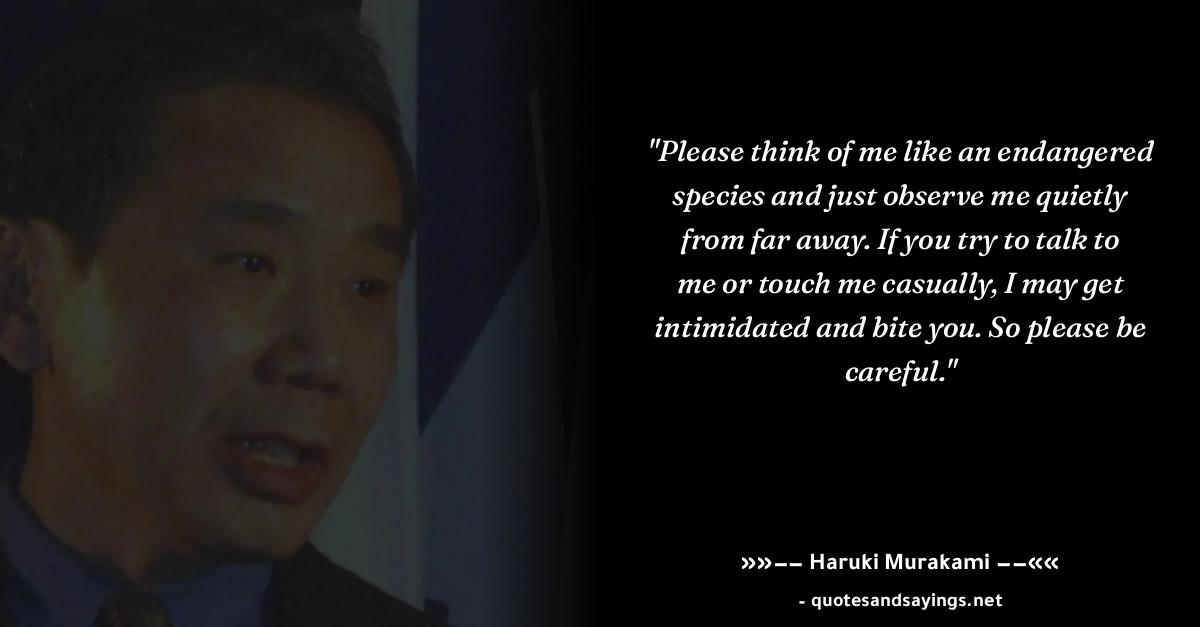 "Please think of me like an endangered
species and just observe me quietly
from far away. If you try to talk to
me or touch me casually, I may get
intimidated and bite you. So please be
careful."
»»−− Haruki Murakami −−««
- quotesandsayings.net